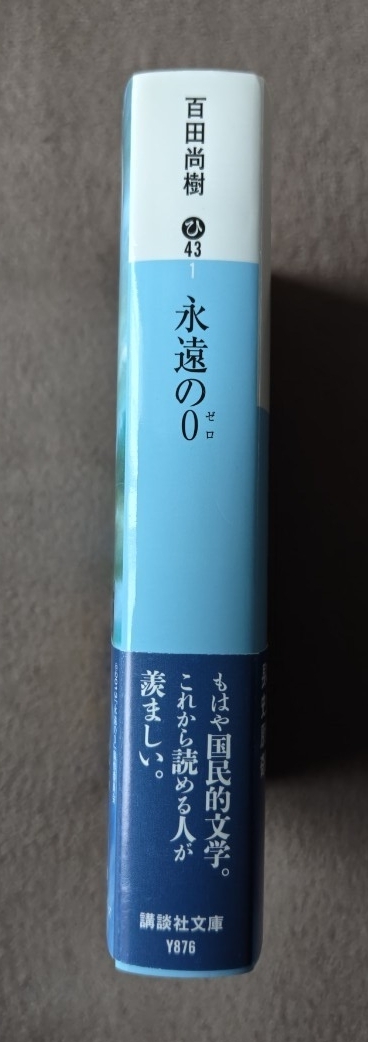 百田尚樹
ひ
43
1
永遠の0
ゼロ
もはや国民的文学。
これから読める人が
羨ましい。
講談社文庫
Y876